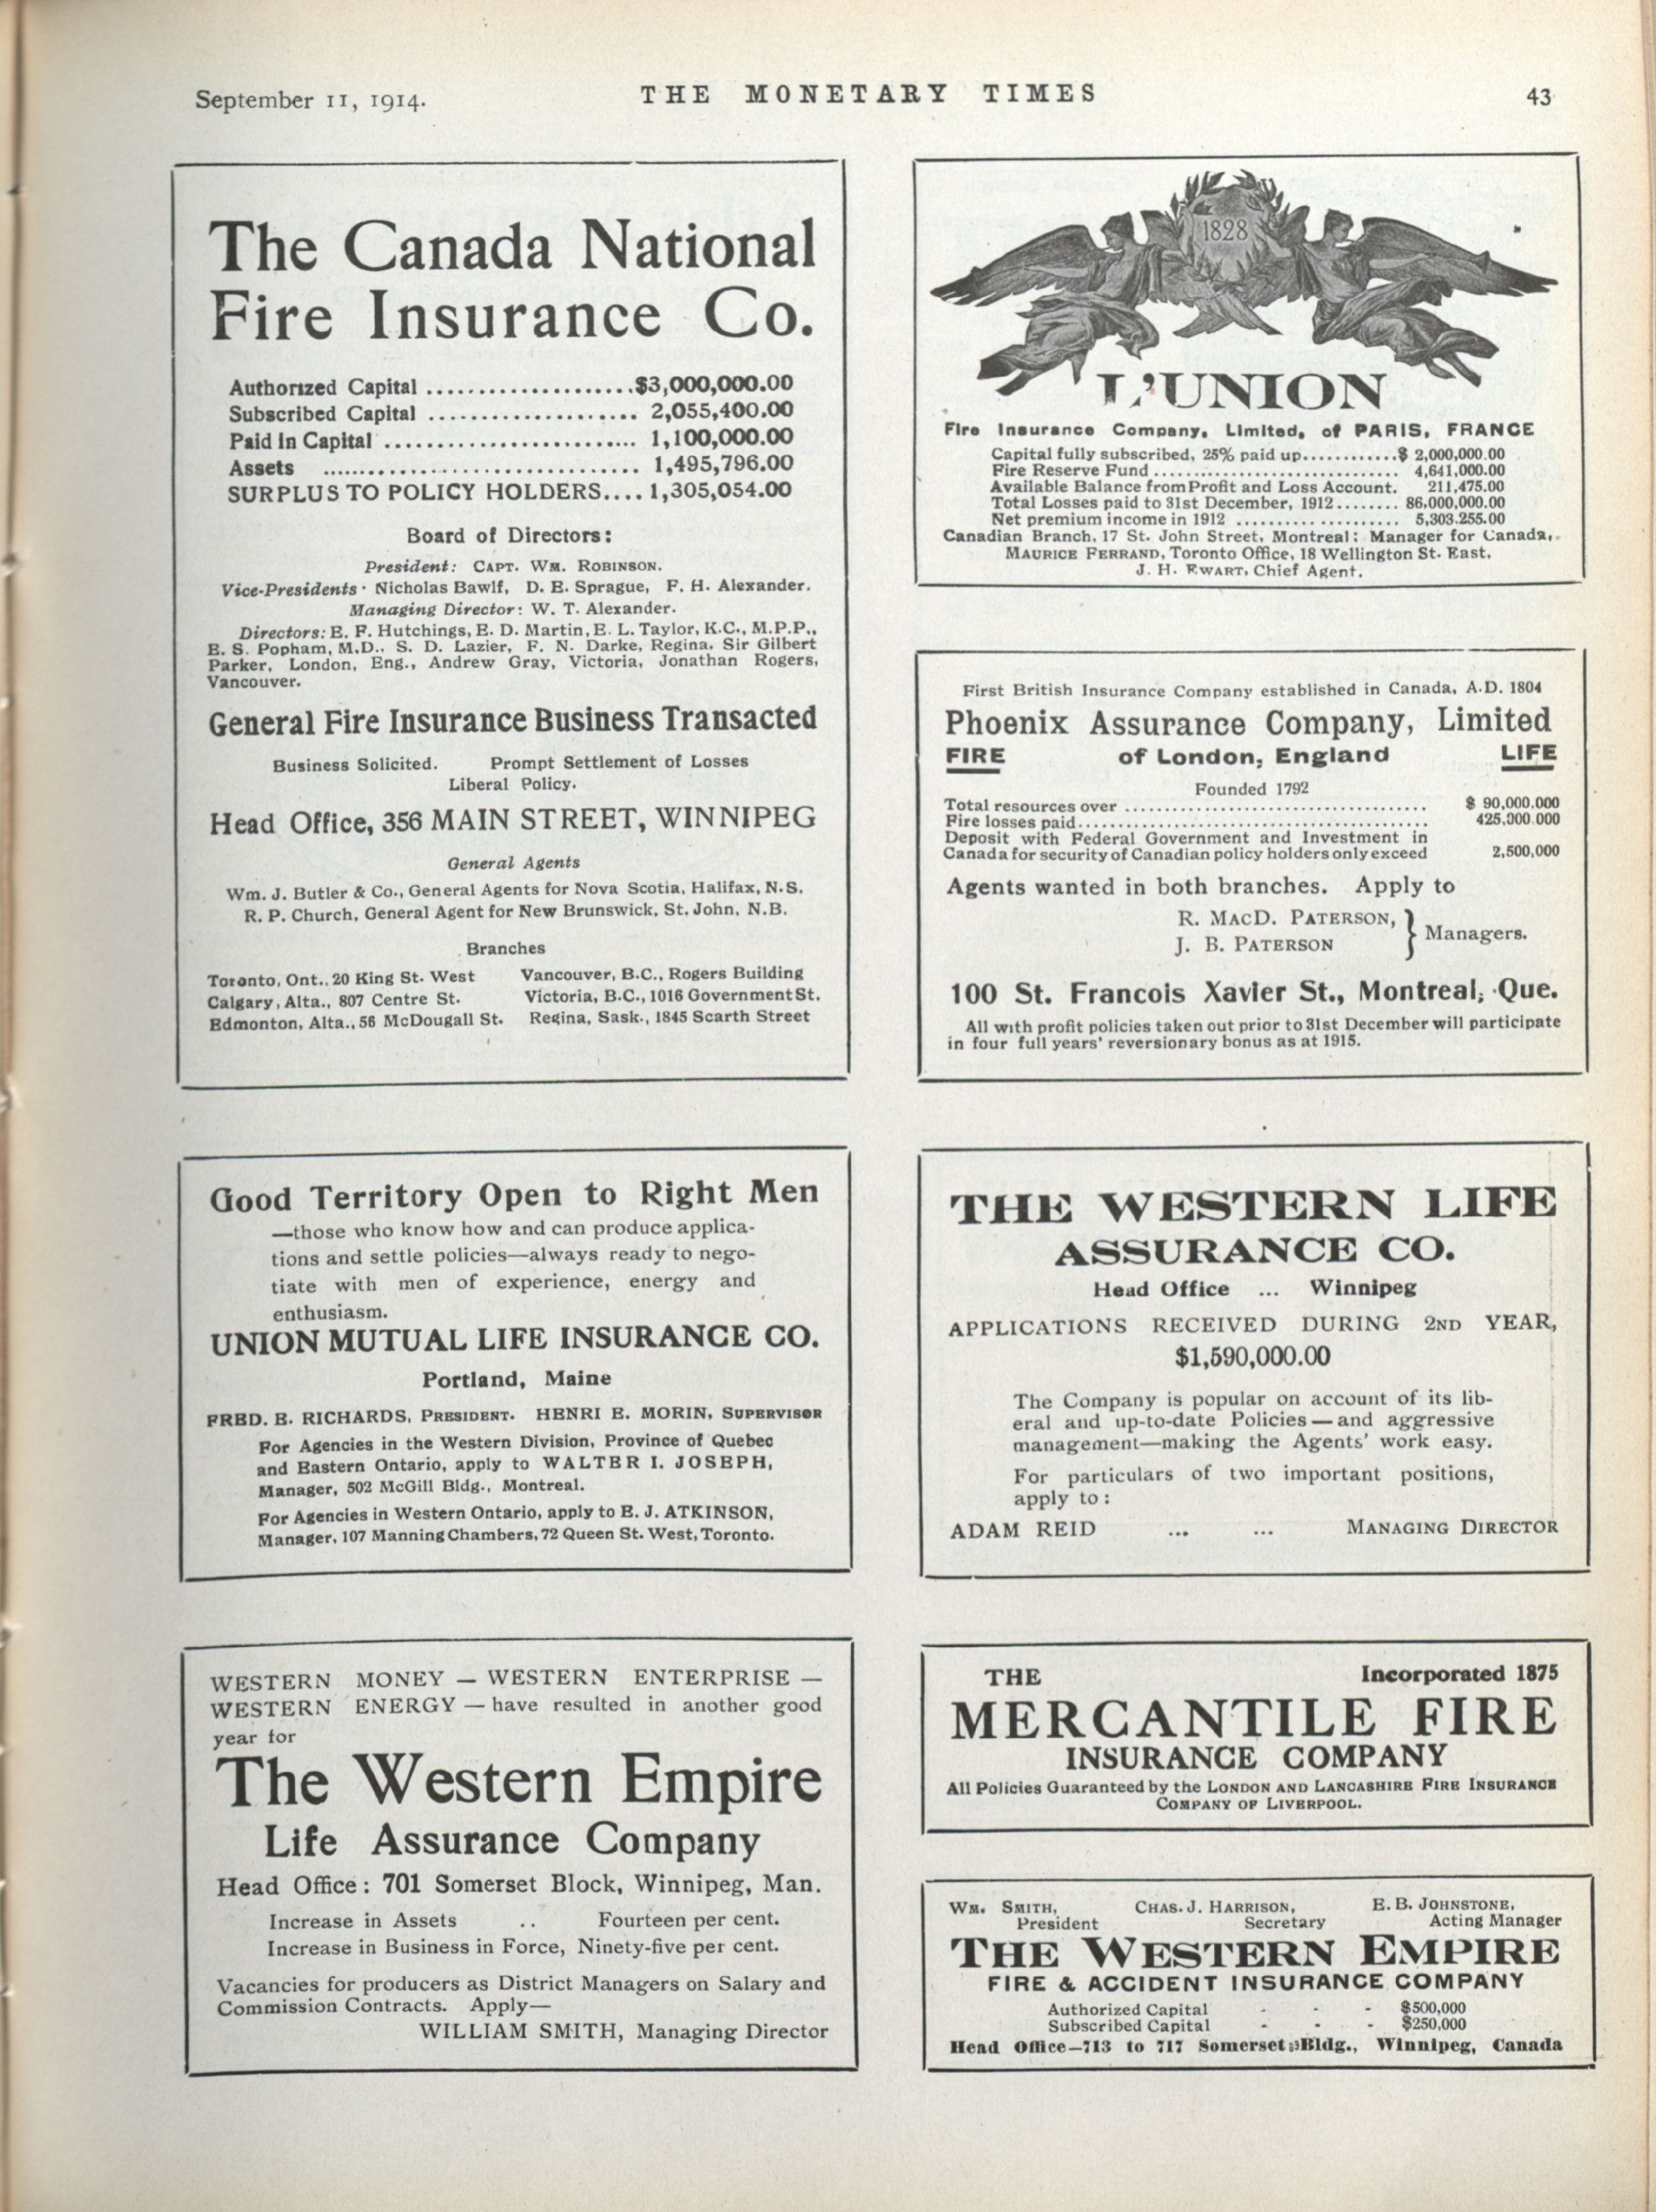 September 11, 1914.
THE MONETARY TIMES
43
The Canada National
Fire Insurance Co.
Authorized Capital ....................$3,000,000.00
Subscribed Capital .................... 2,055,400.00
Paid In Capital ........................ 1,100,000.00
Assets ................................ 1,495,796.00
SURPLUS TO POLICY HOLDERS.... 1,305,054.00
Board of Directors:
President: CAPT. WM. ROBINSON.
Vice-Presidents · Nicholas Bawlf, D. E. Sprague, F. H. Alexander.
Managing Director: W. T. Alexander.
Directors: E. F. Hutchings, E. D. Martin, E. L. Taylor, K.C., M.P.P.,
E. S. Popham, M.D., S. D. Lazier, F. N. Darke, Regina, Sir Gilbert
Parker, London, Eng., Andrew Gray, Victoria, Jonathan Rogers,
Vancouver.
General Fire Insurance Business Transacted
Business Solicited. Prompt Settlement of Losses
Liberal Policy.
Head Office, 356 MAIN STREET, WINNIPEG
General Agents
Wm. J. Butler & Co., General Agents for Nova Scotia, Halifax, N.S.
R. P. Church, General Agent for New Brunswick, St. John, N.B.
Branches
Toronto, Ont., 20 King St. West Vancouver, B.C., Rogers Building
Calgary, Alta., 807 Centre St. Victoria, B.C., 1016 Government St.
Edmonton, Alta., 56 McDougall St. Regina, Sask., 1845 Scarth Street
Good Territory Open to Right Men
—those who know how and can produce applica-
tions and settle policies—always ready to nego-
tiate with men of experience, energy and
enthusiasm.
UNION MUTUAL LIFE INSURANCE CO.
Portland, Maine
FRED. E. RICHARDS, PRESIDENT. HENRI E. MORIN, SUPERVISOR
For Agencies in the Western Division, Province of Quebec
and Eastern Ontario, apply to WALTER I. JOSEPH,
Manager, 502 McGill Bldg., Montreal.
For Agencies in Western Ontario, apply to E. J. ATKINSON,
Manager, 107 Manning Chambers, 72 Queen St. West, Toronto.
WESTERN MONEY — WESTERN ENTERPRISE —
WESTERN ENERGY — have resulted in another good
year for
The Western Empire
Life Assurance Company
Head Office: 701 Somerset Block, Winnipeg, Man.
Increase in Assets .. Fourteen per cent.
Increase in Business in Force, Ninety-five per cent.
Vacancies for producers as District Managers on Salary and
Commission Contracts. Apply—
WILLIAM SMITH, Managing Director
1828
L'UNION
Fire Insurance Company, Limited, of PARIS, FRANCE
Capital fully subscribed, 25% paid up............$ 2,000,000.00
Fire Reserve Fund .............................. 4,641,000.00
Available Balance from Profit and Loss Account. 211,475.00
Total Losses paid to 31st December, 1912........ 86,000,000.00
Net premium income in 1912 .................... 5,303.255.00
Canadian Branch, 17 St. John Street, Montreal; Manager for Canada,
MAURICE FERRAND, Toronto Office, 18 Wellington St. East,
J. H. EWART, Chief Agent.
First British Insurance Company established in Canada, A.D. 1804
Phoenix Assurance Company, Limited
FIRE of London, England LIFE
Founded 1792
Total resources over ..................................... $ 90,000.000
Fire losses paid.......................................... 425,000.000
Deposit with Federal Government and Investment in
Canada for security of Canadian policy holders only exceed 2,500,000
Agents wanted in both branches. Apply to
R. MACD. PATERSON,
J. B. PATERSON } Managers.
100 St. Francois Xavier St., Montreal, Que.
All with profit policies taken out prior to 31st December will participate
in four full years' reversionary bonus as at 1915.
THE WESTERN LIFE
ASSURANCE CO.
Head Office ... Winnipeg
APPLICATIONS RECEIVED DURING 2ND YEAR,
$1,590,000.00
The Company is popular on account of its lib-
eral and up-to-date Policies — and aggressive
management—making the Agents' work easy.
For particulars of two important positions,
apply to:
ADAM REID ... ... MANAGING DIRECTOR
THE Incorporated 1875
MERCANTILE FIRE
INSURANCE COMPANY
All Policies Guaranteed by the LONDON AND LANCASHIRE FIRE INSURANCE
COMPANY OF LIVERPOOL.
WM. SMITH, CHAS. J. HARRISON, E. B. JOHNSTONE,
President Secretary Acting Manager
THE WESTERN EMPIRE
FIRE & ACCIDENT INSURANCE COMPANY
Authorized Capital - - - $500,000
Subscribed Capital - - - $250,000
Head Office—713 to 717 Somerset Bldg., Winnipeg, Canada